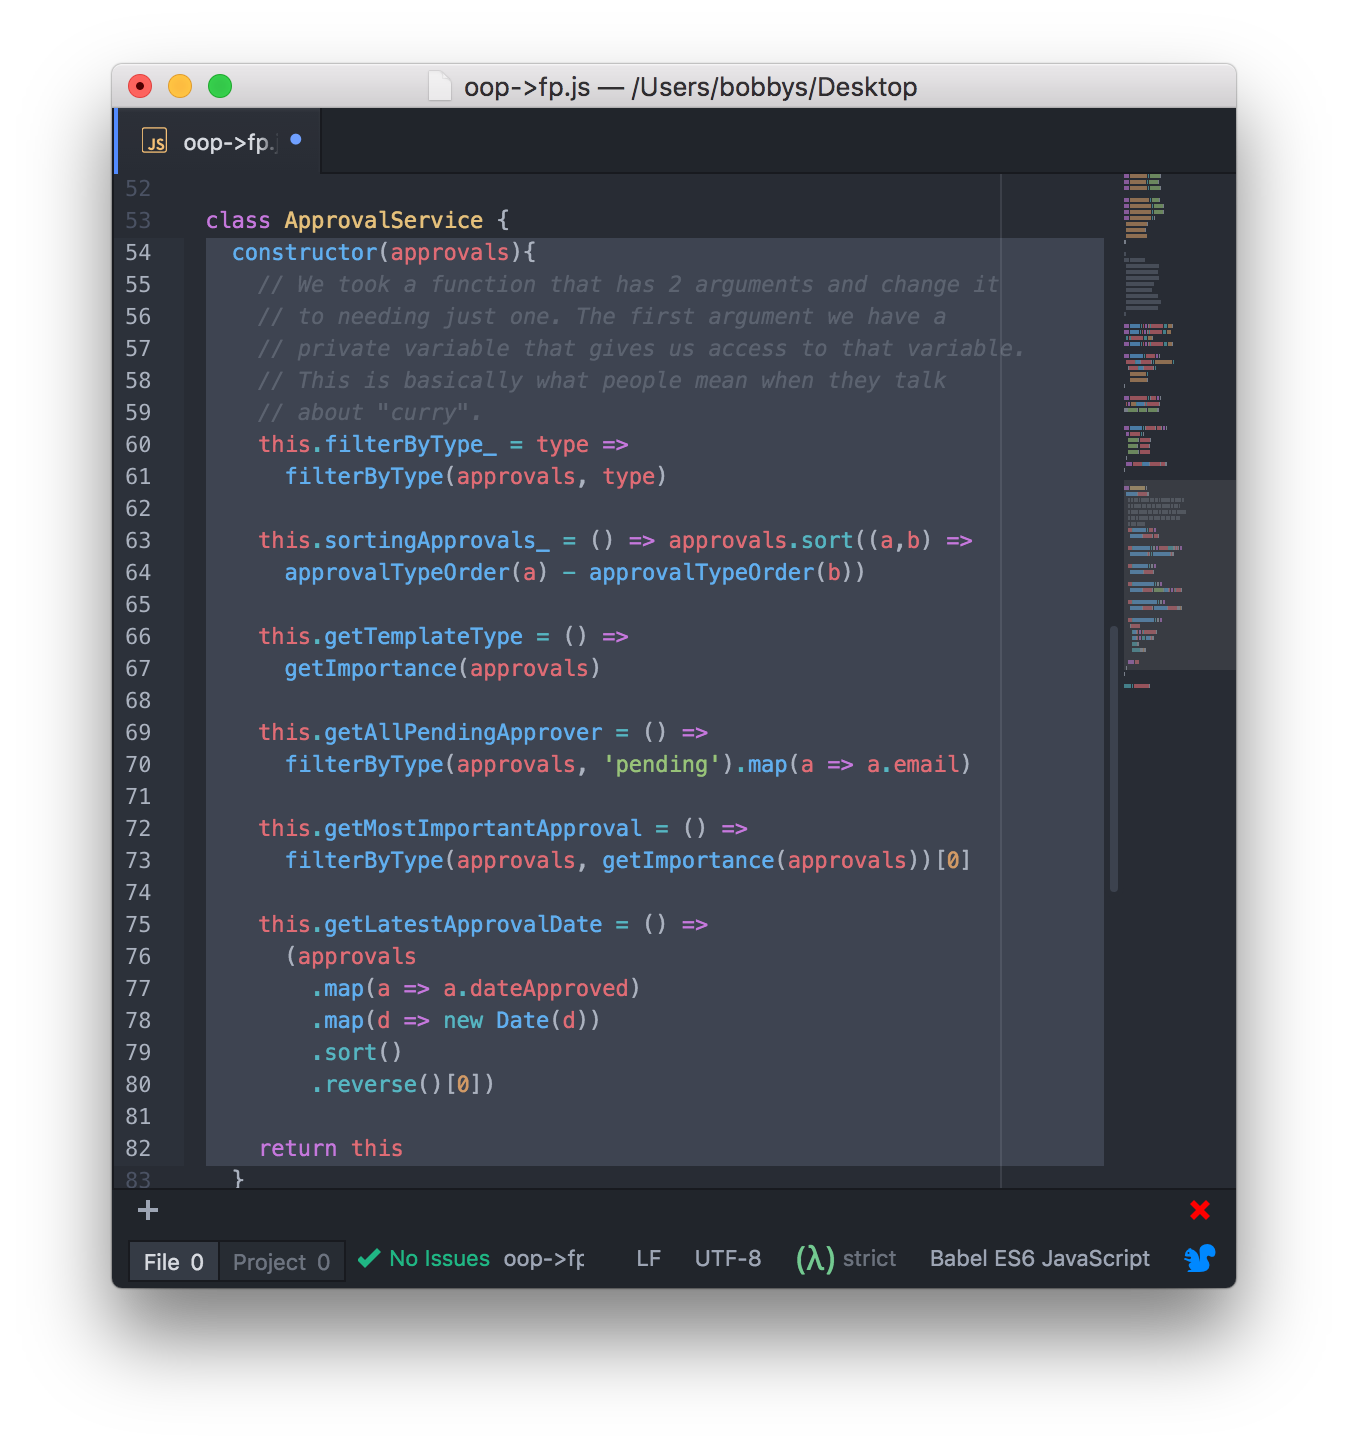 oop->fp.js — /Users/bobbys/Desktop
JS oop->fp.j
52
53 class ApprovalService {
54 constructor(approvals){
55 // We took a function that has 2 arguments and change it
56 // to needing just one. The first argument we have a
57 // private variable that gives us access to that variable.
58 // This is basically what people mean when they talk
59 // about "curry".
60 this.filterByType_ = type =>
61 filterByType(approvals, type)
62
63 this.sortingApprovals_ = () => approvals.sort((a,b) =>
64 approvalTypeOrder(a) - approvalTypeOrder(b))
65
66 this.getTemplateType = () =>
67 getImportance(approvals)
68
69 this.getAllPendingApprover = () =>
70 filterByType(approvals, 'pending').map(a => a.email)
71
72 this.getMostImportantApproval = () =>
73 filterByType(approvals, getImportance(approvals))[0]
74
75 this.getLatestApprovalDate = () =>
76 (approvals
77 .map(a => a.dateApproved)
78 .map(d => new Date(d))
79 .sort()
80 .reverse()[0])
81
82 return this
83 }
File 0 Project 0 No Issues oop->fp LF UTF-8 (λ) strict Babel ES6 JavaScript